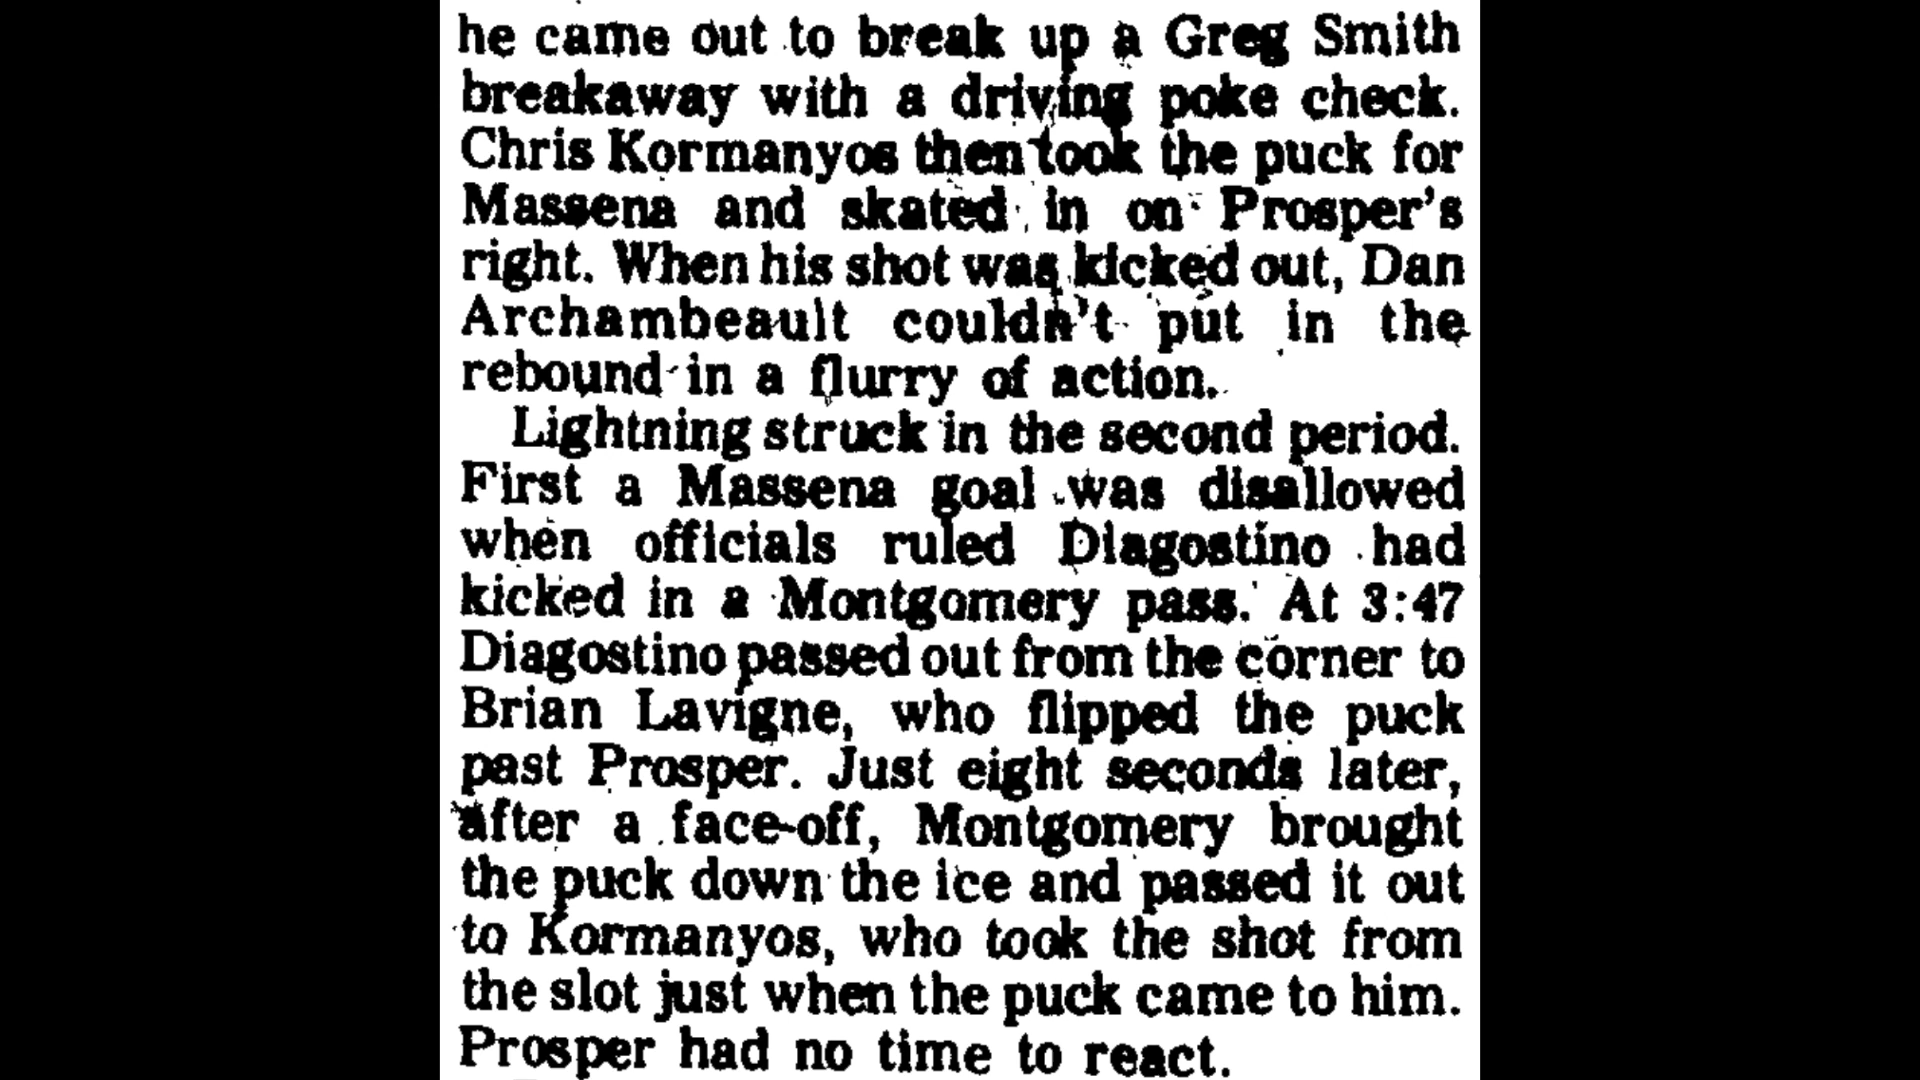 he came out to break up a Greg Smith
breakaway with a driving poke check.
Chris Kormanyos then took the puck for
Massena and skated in on Prosper's
right. When his shot was kicked out, Dan
Archambeault couldn't put in the
rebound in a flurry of action.
Lightning struck in the second period.
First a Massena goal was disallowed
when officials ruled Diagostino had
kicked in a Montgomery pass. At 3:47
Diagostino passed out from the corner to
Brian Lavigne, who flipped the puck
past Prosper. Just eight seconds later,
after a face-off, Montgomery brought
the puck down the ice and passed it out
to Kormanyos, who took the shot from
the slot just when the puck came to him.
Prosper had no time to react.